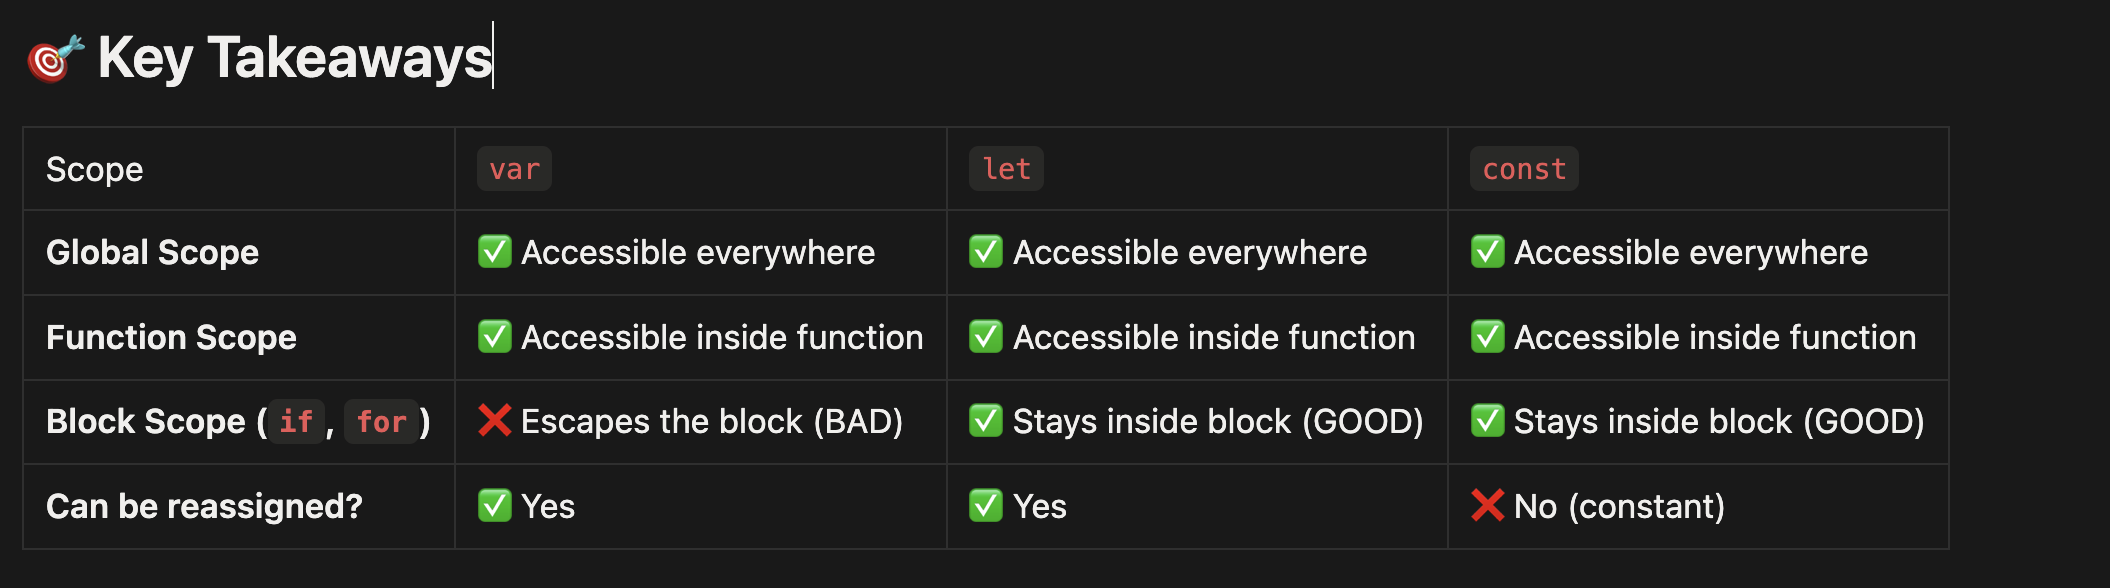 🎯 Key Takeaways
Scope var let const
Global Scope ✅ Accessible everywhere ✅ Accessible everywhere ✅ Accessible everywhere
Function Scope ✅ Accessible inside function ✅ Accessible inside function ✅ Accessible inside function
Block Scope (if, for) ❌ Escapes the block (BAD) ✅ Stays inside block (GOOD) ✅ Stays inside block (GOOD)
Can be reassigned? ✅ Yes ✅ Yes ❌ No (constant)